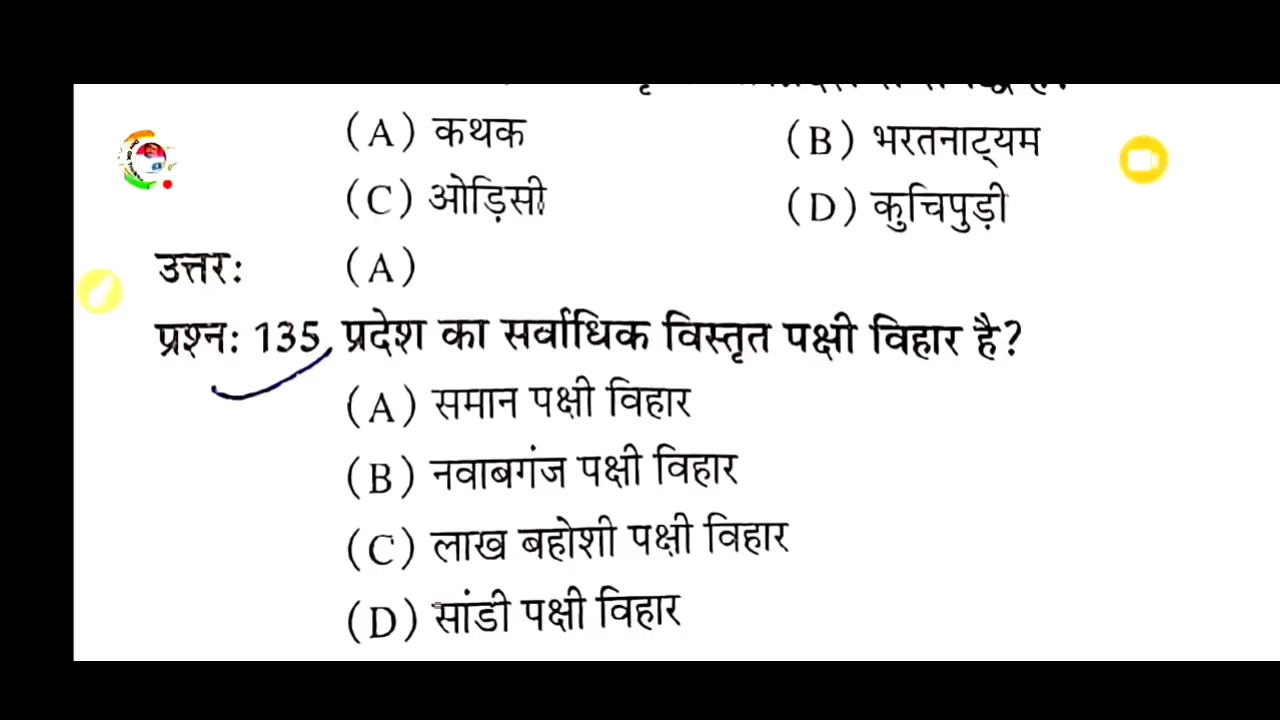 (A) कथक (B) भरतनाट्यम
(C) ओड़िसी (D) कुचिपुड़ी
उत्तर: (A)
प्रश्न: 135. प्रदेश का सर्वाधिक विस्तृत पक्षी विहार है?
(A) समान पक्षी विहार
(B) नवाबगंज पक्षी विहार
(C) लाख बहोशी पक्षी विहार
(D) सांडी पक्षी विहार